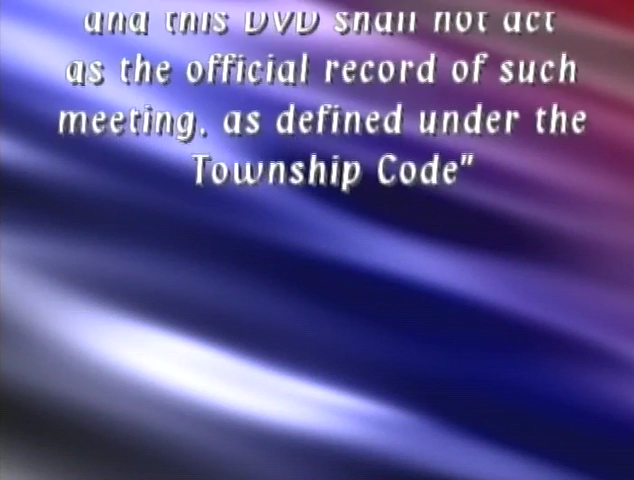 and this DVD shall not act
as the official record of such
meeting, as defined under the
Township Code"